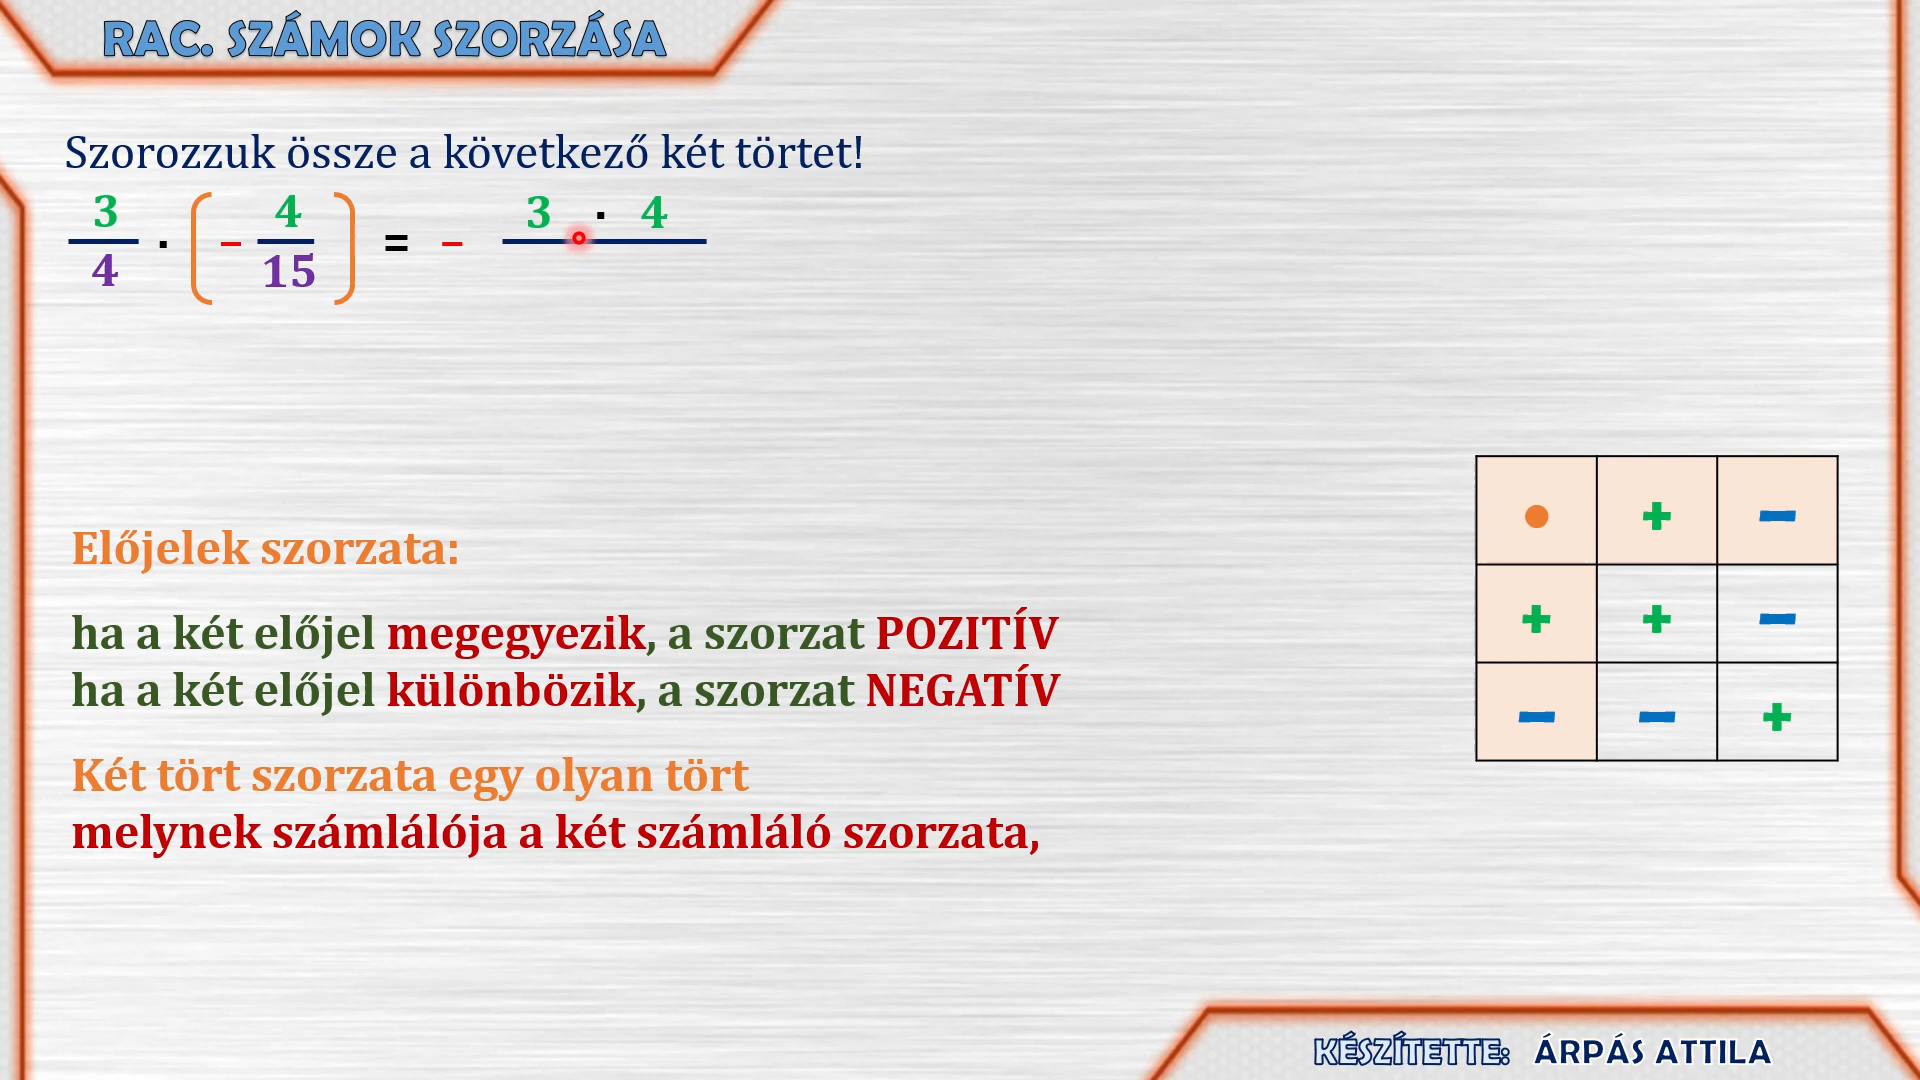 RAC. SZÁMOK SZORZÁSA
Szorozzuk össze a következő két törtet!
3/4 · ( – 4/15 ) = – 3 · 4
Előjelek szorzata:
ha a két előjel megegyezik, a szorzat POZITÍV
ha a két előjel különbözik, a szorzat NEGATÍV
Két tört szorzata egy olyan tört
melynek számlálója a két számláló szorzata,
• + –
+ + –
– – +
KÉSZÍTETTE: ÁRPÁS ATTILA